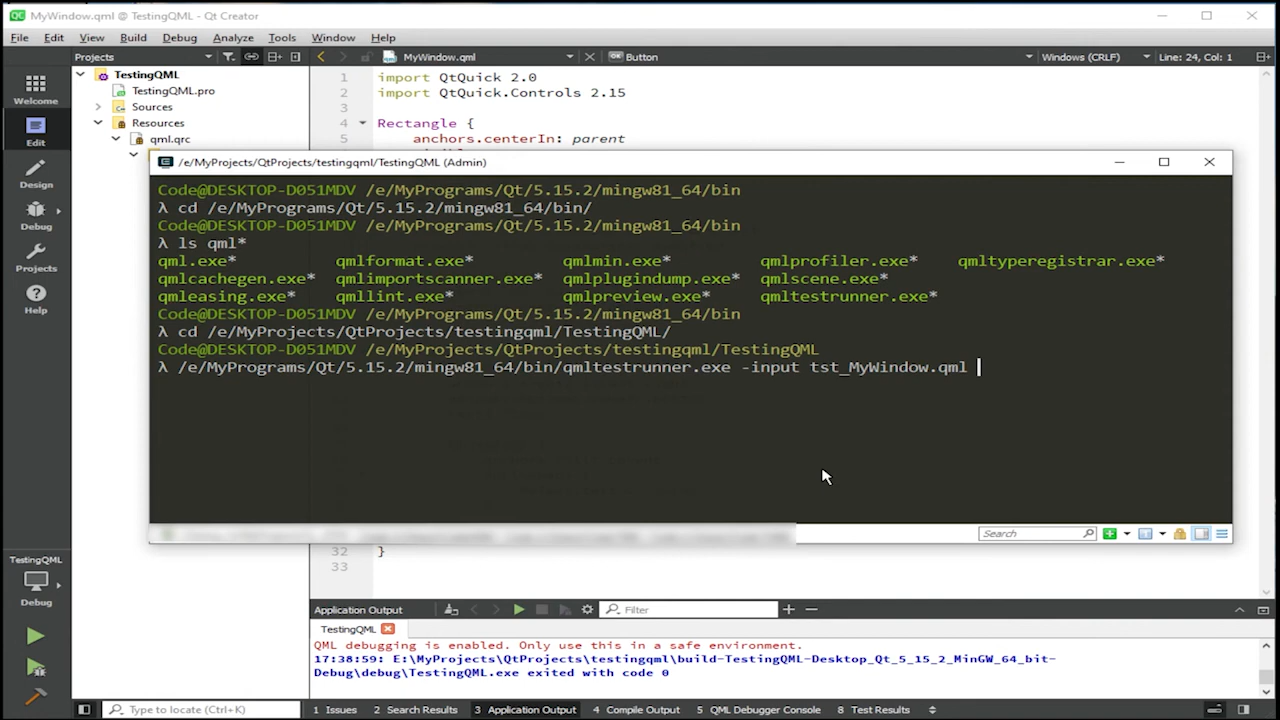 MyWindow.qml @ TestingQML - Qt Creator
File Edit View Build Debug Analyze Tools Window Help
Projects MyWindow.qml Button Windows (CRLF) Line: 24, Col: 1
Welcome
Edit
Design
Debug
Projects
Help
TestingQML
TestingQML.pro
Sources
Resources
qml.qrc
1 import QtQuick 2.0
2 import QtQuick.Controls 2.15
3
4 Rectangle {
5 anchors.centerIn: parent
/e/MyProjects/QtProjects/testingqml/TestingQML (Admin)
Code@DESKTOP-D051MDV /e/MyPrograms/Qt/5.15.2/mingw81_64/bin
λ cd /e/MyPrograms/Qt/5.15.2/mingw81_64/bin/
Code@DESKTOP-D051MDV /e/MyPrograms/Qt/5.15.2/mingw81_64/bin
λ ls qml*
qml.exe* qmlformat.exe* qmlmin.exe* qmlprofiler.exe* qmltyperegistrar.exe*
qmlcachegen.exe* qmlimportscanner.exe* qmlplugindump.exe* qmlscene.exe*
qmleasing.exe* qmllint.exe* qmlpreview.exe* qmltestrunner.exe*
Code@DESKTOP-D051MDV /e/MyPrograms/Qt/5.15.2/mingw81_64/bin
λ cd /e/MyProjects/QtProjects/testingqml/TestingQML/
Code@DESKTOP-D051MDV /e/MyProjects/QtProjects/testingqml/TestingQML
λ /e/MyPrograms/Qt/5.15.2/mingw81_64/bin/qmltestrunner.exe -input tst_MyWindow.qml
Search
32 }
33
TestingQML
Debug
Application Output Filter
TestingQML
QML debugging is enabled. Only use this in a safe environment.
17:38:59: E:\MyProjects\QtProjects\testingqml\build-TestingQML-Desktop_Qt_5_15_2_MinGW_64_bit-
Debug\debug\TestingQML.exe exited with code 0
Type to locate (Ctrl+K) 1 Issues 2 Search Results 3 Application Output 4 Compile Output 5 QML Debugger Console 8 Test Results